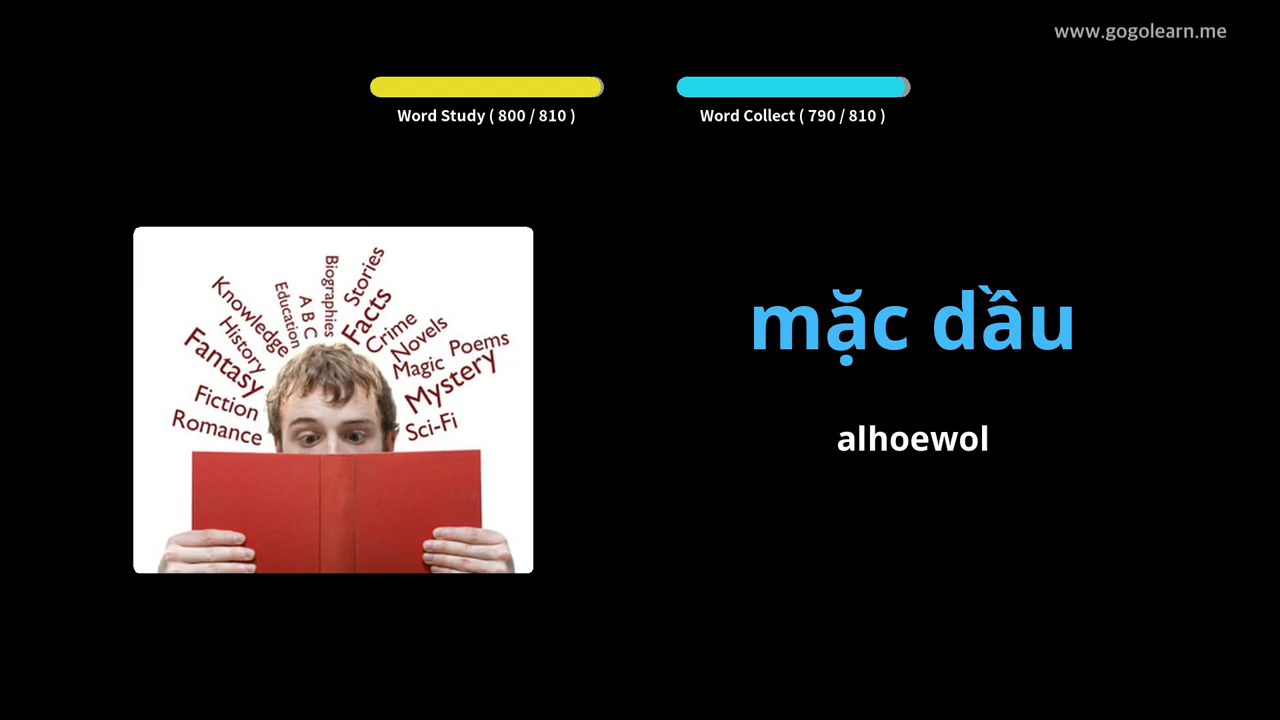 www.gogolearn.me
Word Study ( 800 / 810 )
Word Collect ( 790 / 810 )
Knowledge
Education
A B C
Biographies
Stories
Facts
History
Crime
Novels
Poems
Fantasy
Magic
Mystery
Fiction
Romance
Sci-Fi
mặc dầu
alhoewol